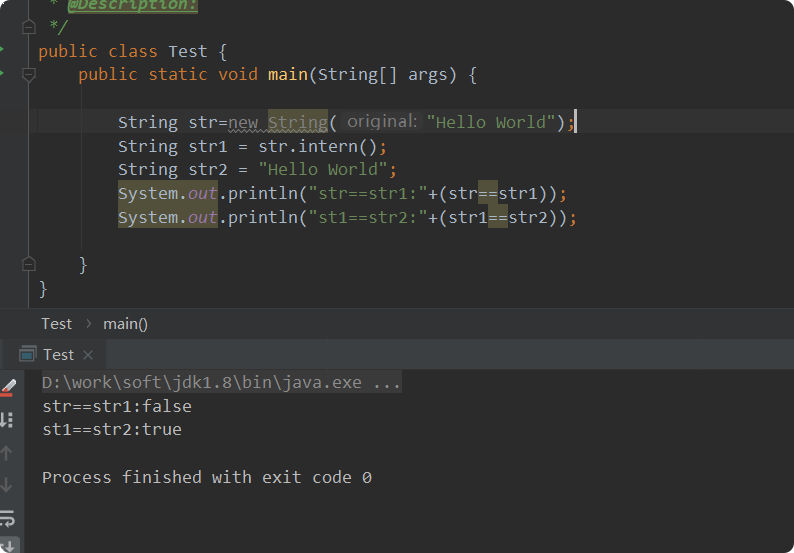 * @Description:
*/
public class Test {
public static void main(String[] args) {
String str=new String( original: "Hello World");
String str1 = str.intern();
String str2 = "Hello World";
System.out.println("str==str1:"+(str==str1));
System.out.println("st1==str2:"+(str1==str2));
}
}
Test > main()
Test ×
D:\work\soft\jdk1.8\bin\java.exe ...
str==str1:false
st1==str2:true
Process finished with exit code 0